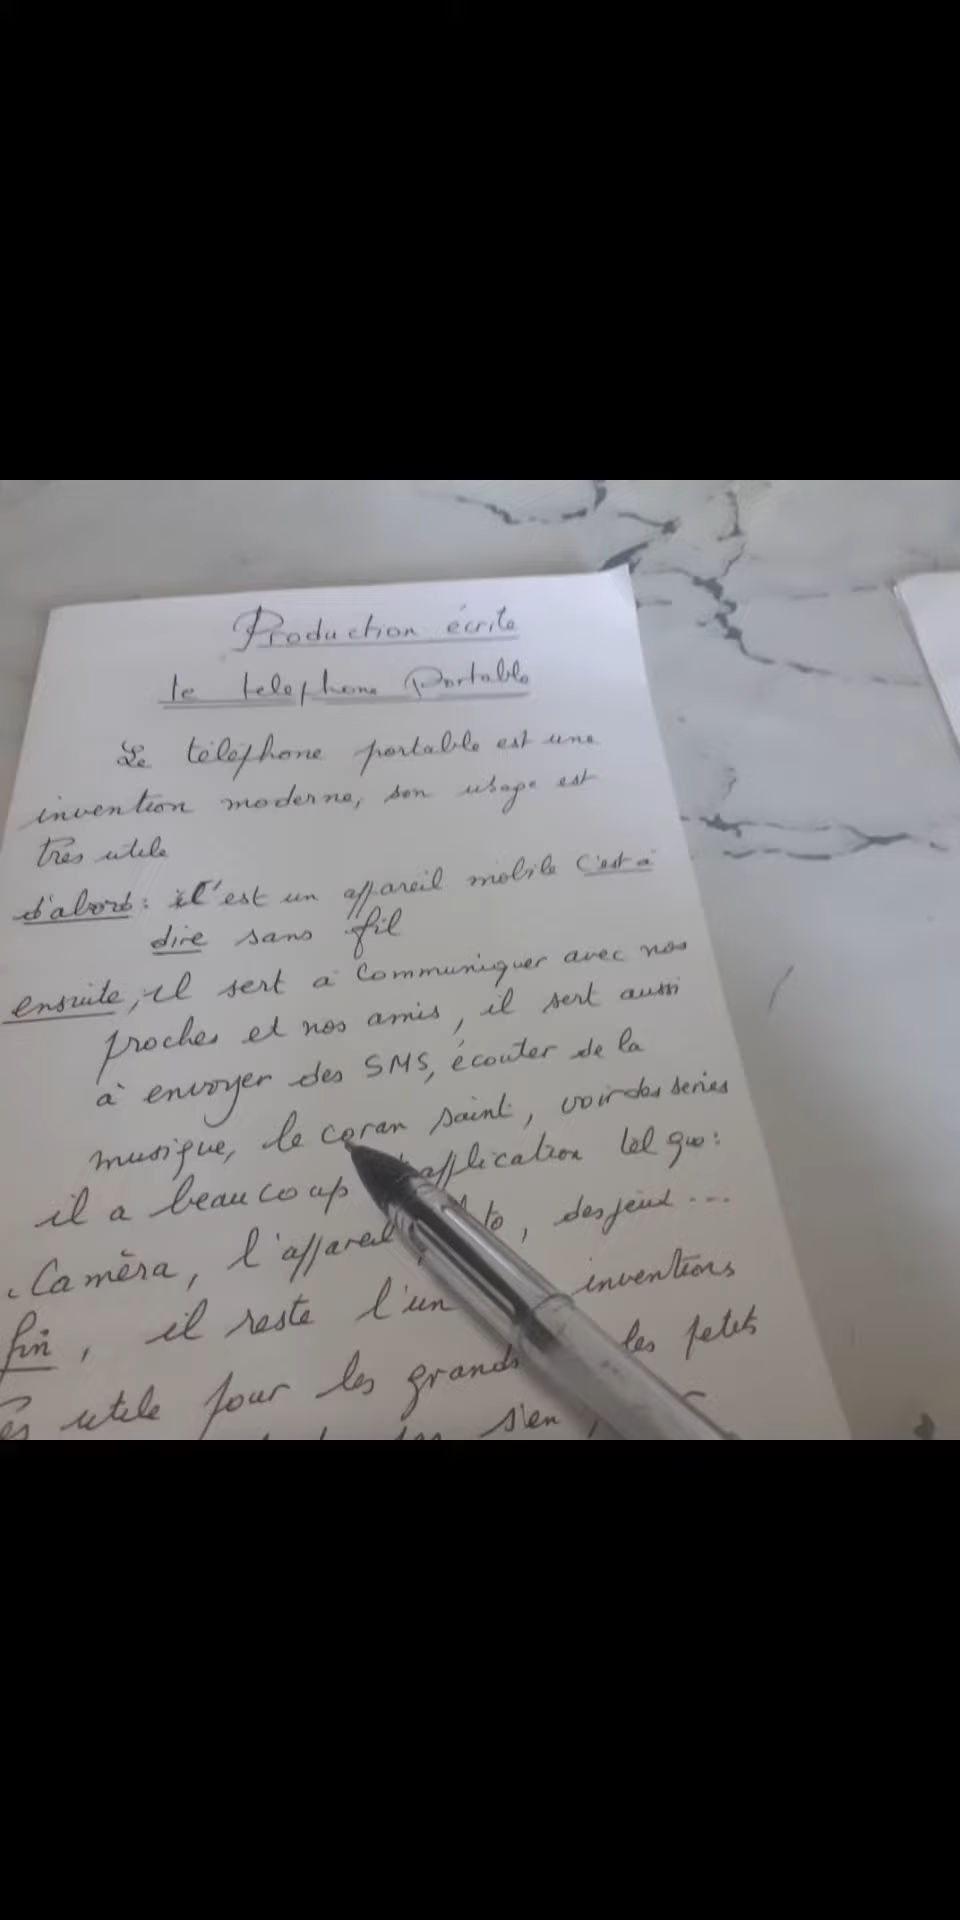 Production écrite
le telephone Portable
Le téléphone portable est une
invention moderne, son usage est
Très utile
d'abord : c'est un appareil mobile c'est à
dire sans fil
ensuite, il sert à communiquer avec nos
proches et nos amis, il sert aussi
à envoyer des SMS, écouter de la
musique, le coran saint, voir des series
il a beaucoup application tel que :
Caméra, l'appareil, des jeux ...
fin, il reste l'un inventions
utile pour les grands les petits
s'en